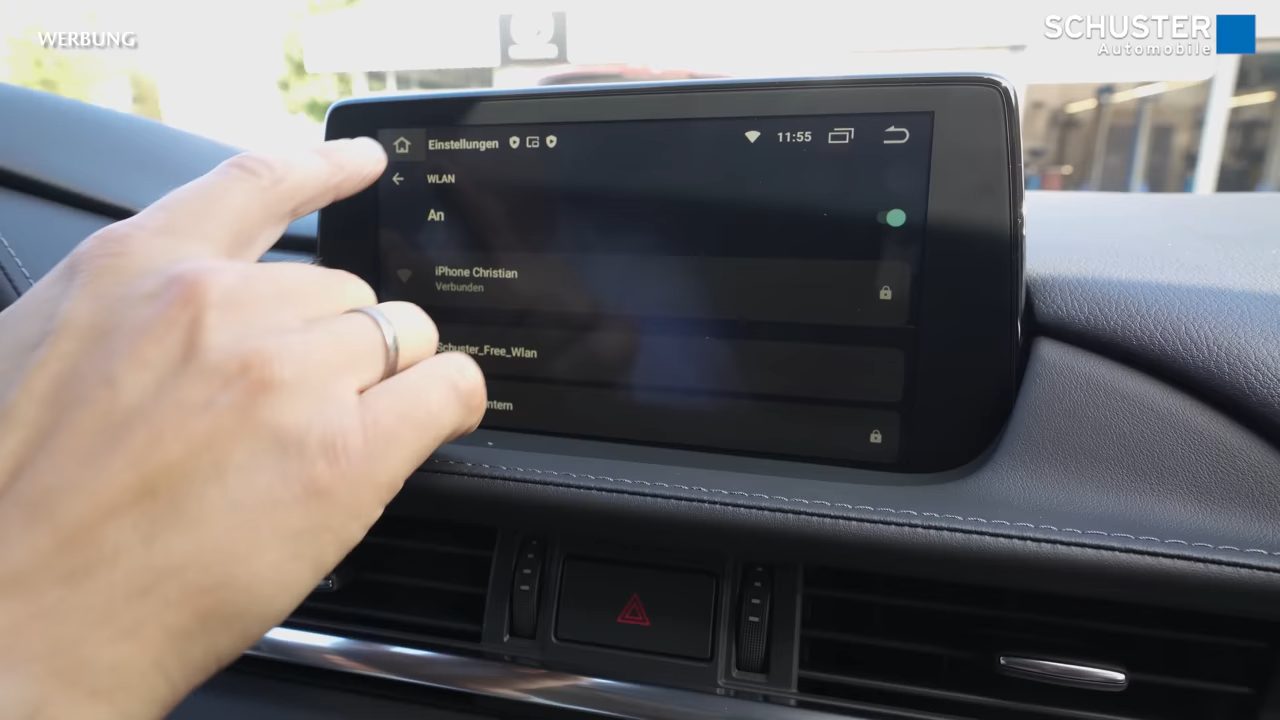 WERBUNG
SCHUSTER
Automobile
Einstellungen
11:55
WLAN
An
iPhone Christian
Verbunden
Schuster_Free_Wlan